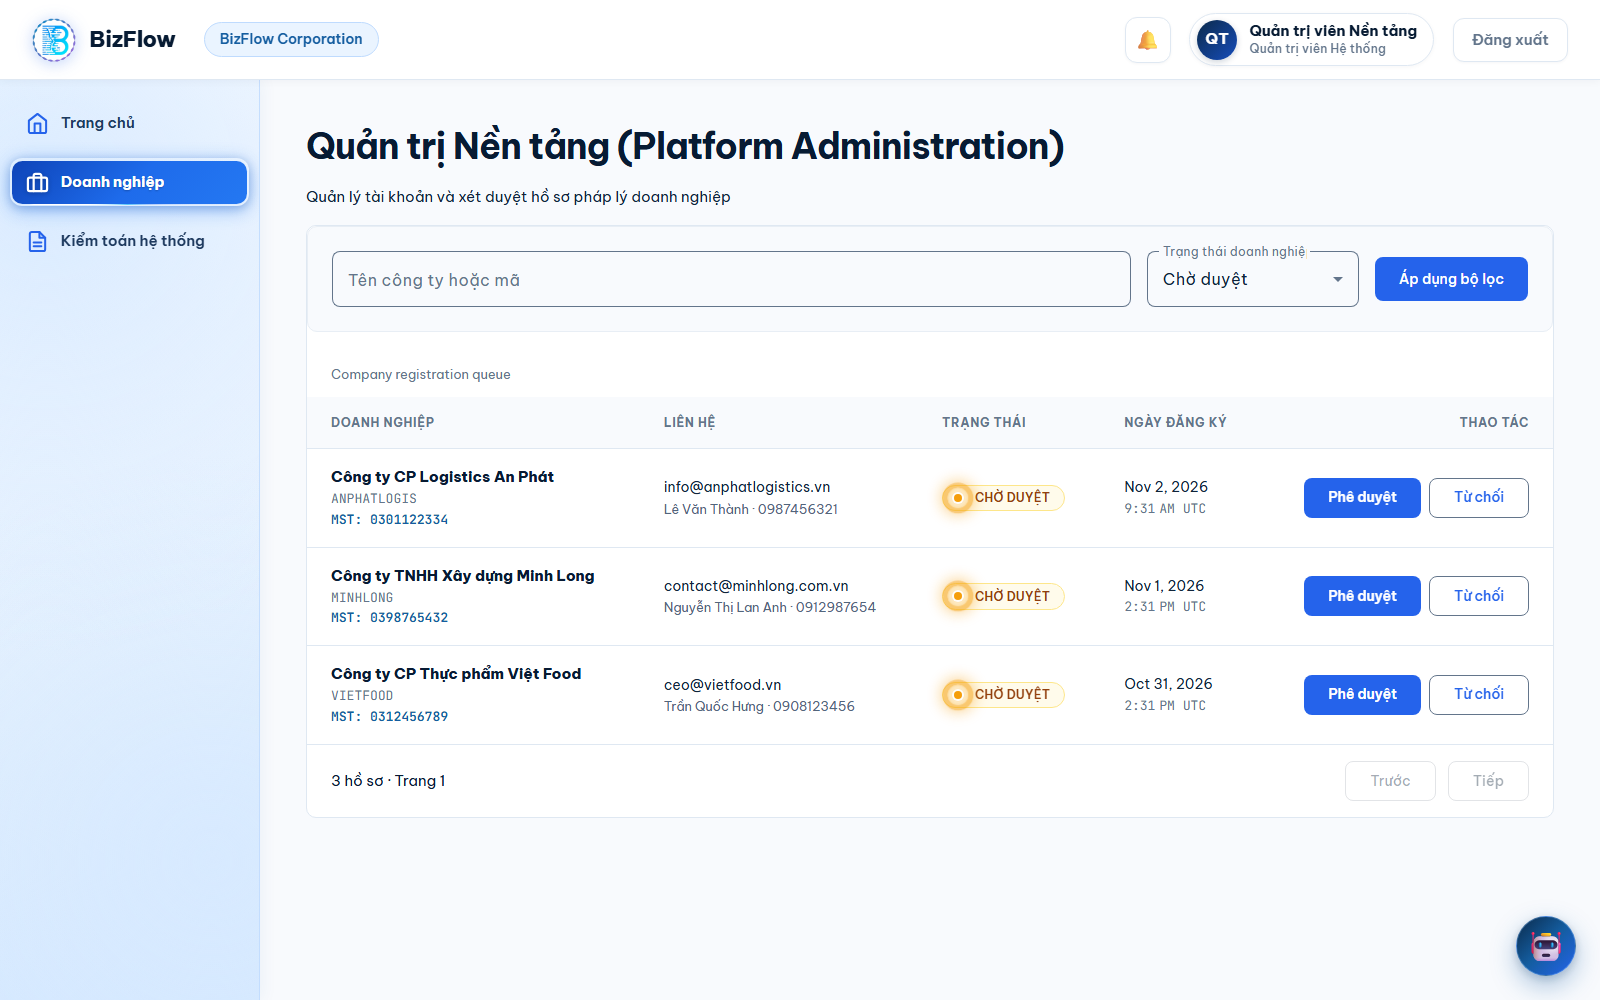 BizFlow
BizFlow Corporation
QT
Quản trị viên Nền tảng
Quản trị viên Hệ thống
Đăng xuất
Trang chủ
Doanh nghiệp
Kiểm toán hệ thống
Quản trị Nền tảng (Platform Administration)
Quản lý tài khoản và xét duyệt hồ sơ pháp lý doanh nghiệp
Tên công ty hoặc mã
Trạng thái doanh nghiệ
Chờ duyệt
Áp dụng bộ lọc
Company registration queue
DOANH NGHIỆP LIÊN HỆ TRẠNG THÁI NGÀY ĐĂNG KÝ THAO TÁC
Công ty CP Logistics An Phát
ANPHATLOGIS
MST: 0301122334
info@anphatlogistics.vn
Lê Văn Thành · 0987456321
CHỜ DUYỆT
Nov 2, 2026
9:31 AM UTC
Phê duyệt
Từ chối
Công ty TNHH Xây dựng Minh Long
MINHLONG
MST: 0398765432
contact@minhlong.com.vn
Nguyễn Thị Lan Anh · 0912987654
CHỜ DUYỆT
Nov 1, 2026
2:31 PM UTC
Phê duyệt
Từ chối
Công ty CP Thực phẩm Việt Food
VIETFOOD
MST: 0312456789
ceo@vietfood.vn
Trần Quốc Hưng · 0908123456
CHỜ DUYỆT
Oct 31, 2026
2:31 PM UTC
Phê duyệt
Từ chối
3 hồ sơ · Trang 1
Trước
Tiếp